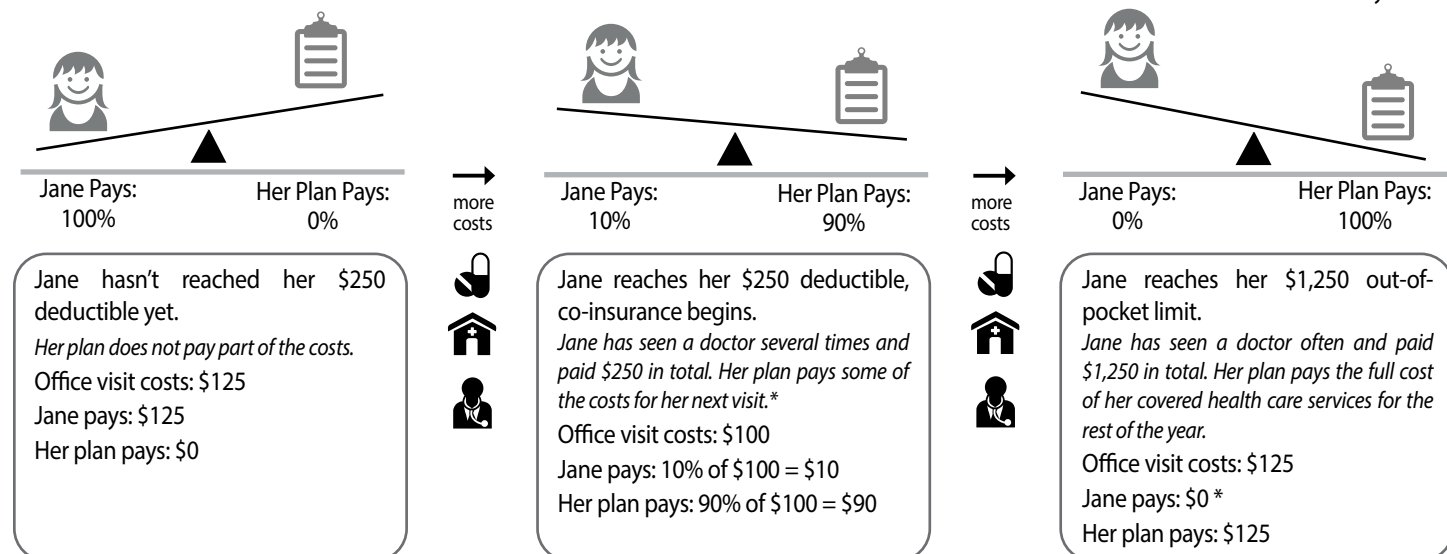 Jane Pays:
100%
Her Plan Pays:
0%
more
costs
Jane Pays:
10%
Her Plan Pays:
90%
more
costs
Jane Pays:
0%
Her Plan Pays:
100%
Jane hasn't reached her $250
deductible yet.
Her plan does not pay part of the costs.
Office visit costs: $125
Jane pays: $125
Her plan pays: $0
Jane reaches her $250 deductible,
co-insurance begins.
Jane has seen a doctor several times and
paid $250 in total. Her plan pays some of
the costs for her next visit.*
Office visit costs: $100
Jane pays: 10% of $100 = $10
Her plan pays: 90% of $100 = $90
Jane reaches her $1,250 out-of-
pocket limit.
Jane has seen a doctor often and paid
$1,250 in total. Her plan pays the full cost
of her covered health care services for the
rest of the year.
Office visit costs: $125
Jane pays: $0 *
Her plan pays: $125